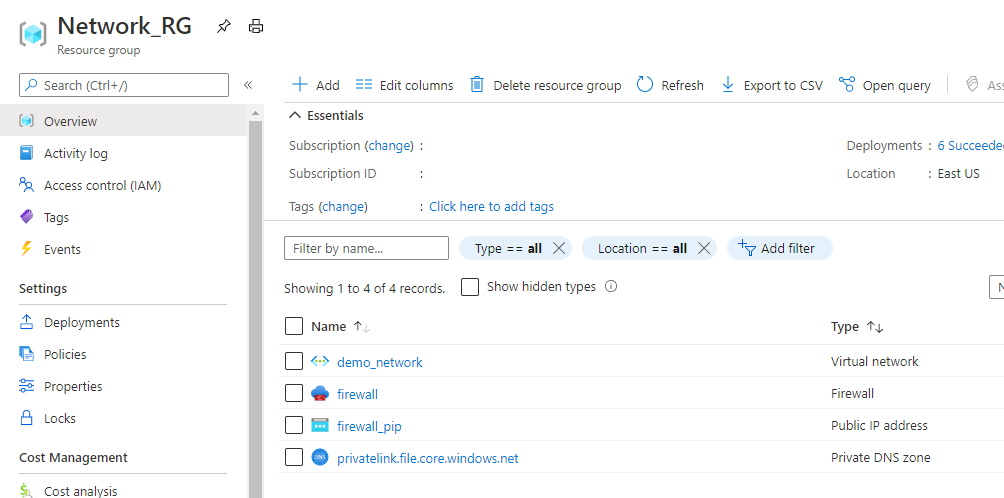 Network_RG
Resource group
Search (Ctrl+/)
«
Add
Edit columns
Delete resource group
Refresh
Export to CSV
Open query
Overview
Activity log
Access control (IAM)
Tags
Events
Settings
Deployments
Policies
Properties
Locks
Cost Management
Cost analysis
Essentials
Subscription (change) :
Deployments :
Subscription ID :
Location : East US
Tags (change) : Click here to add tags
Filter by name...
Type == all
Location == all
Add filter
Showing 1 to 4 of 4 records.
Show hidden types
Name
Type
demo_network
Virtual network
firewall
Firewall
firewall_pip
Public IP address
DNS
privatelink.file.core.windows.net
Private DNS zone